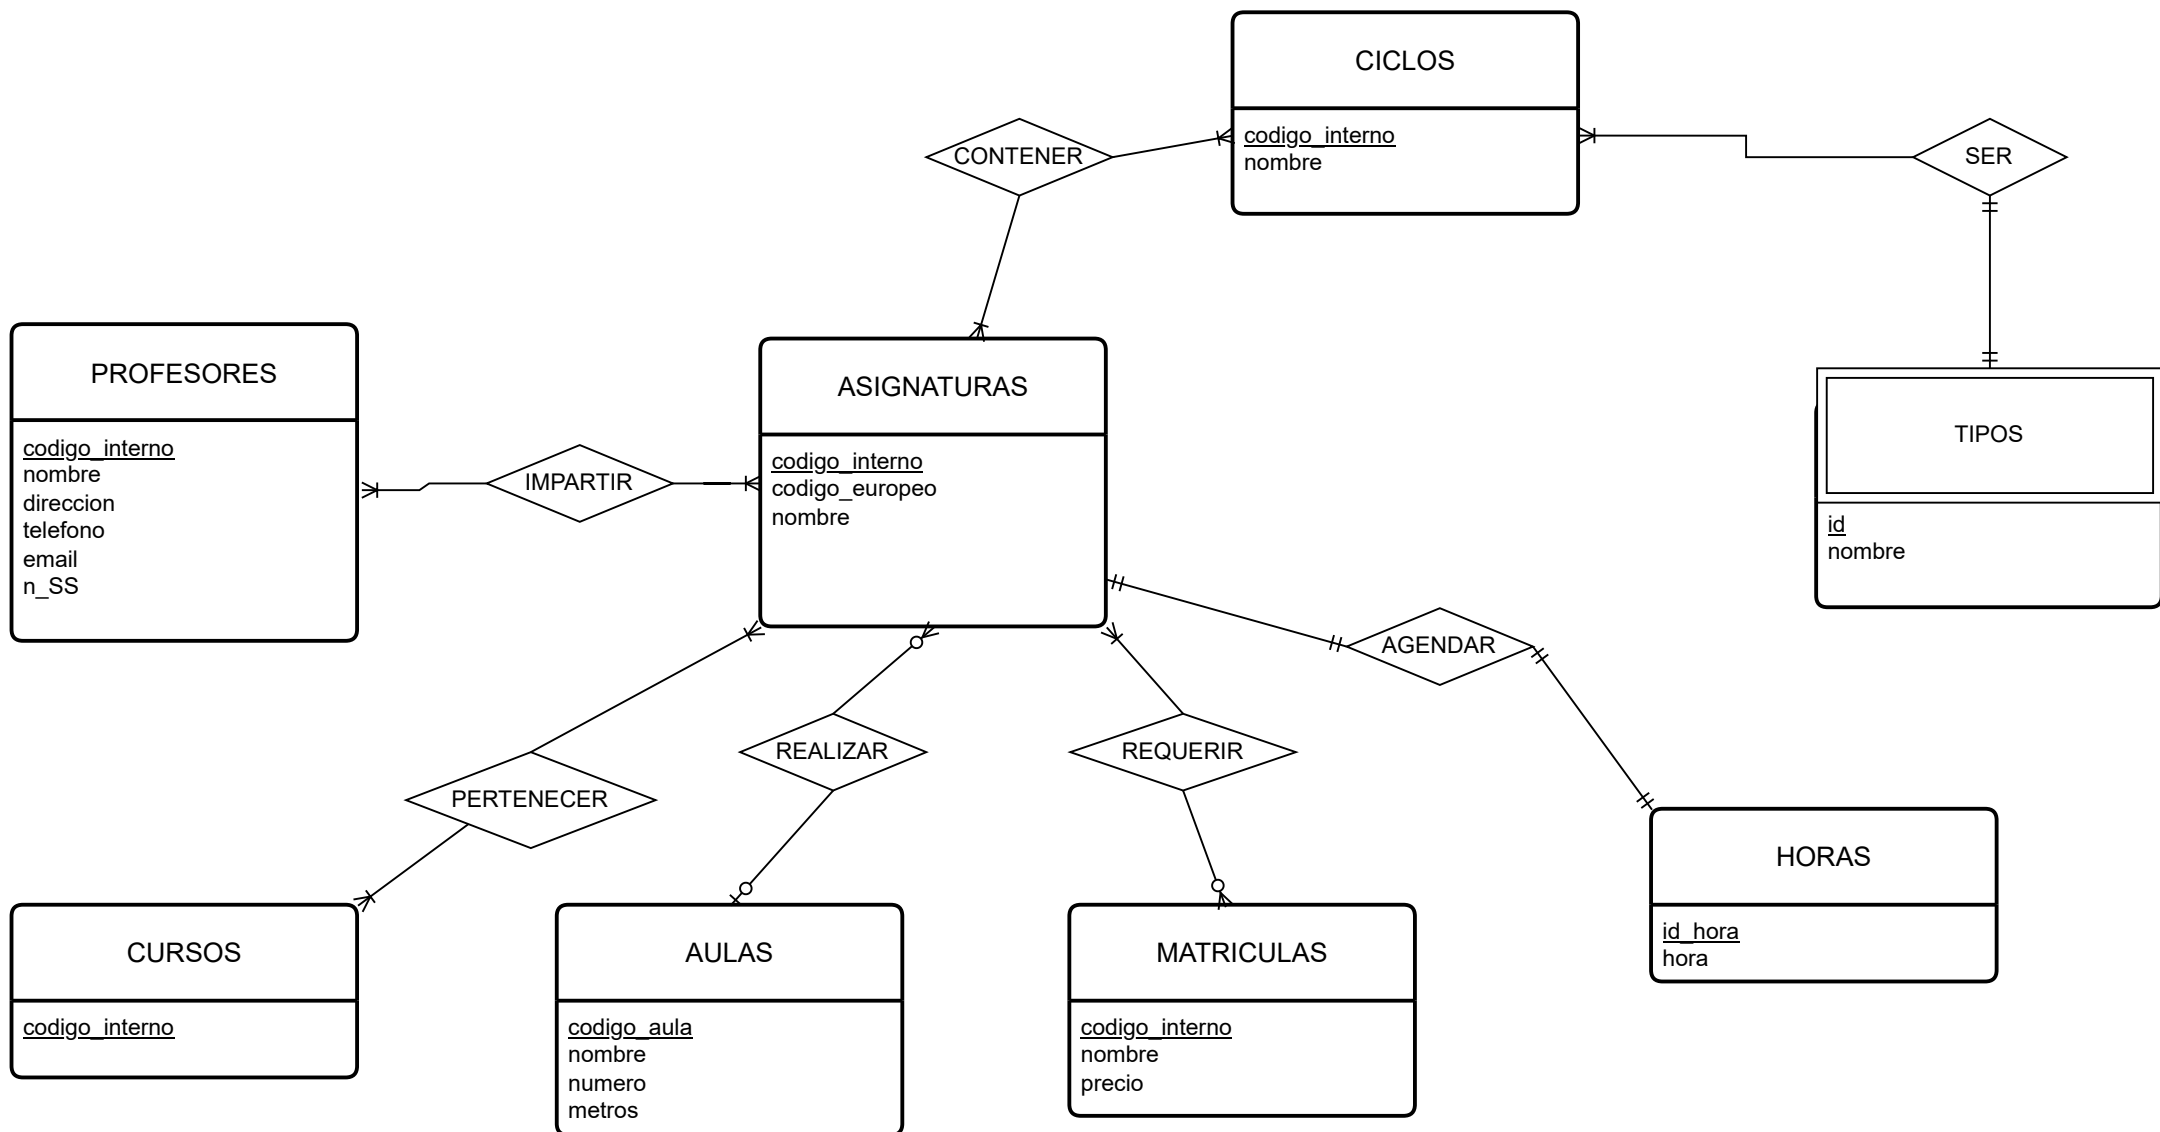 CICLOS
codigo_interno
nombre
CONTENER
SER
PROFESORES
codigo_interno
nombre
direccion
telefono
email
n_SS
IMPARTIR
ASIGNATURAS
codigo_interno
codigo_europeo
nombre
TIPOS
id
nombre
AGENDAR
PERTENECER
REALIZAR
REQUERIR
CURSOS
codigo_interno
AULAS
codigo_aula
nombre
numero
metros
MATRICULAS
codigo_interno
nombre
precio
HORAS
id_hora
hora